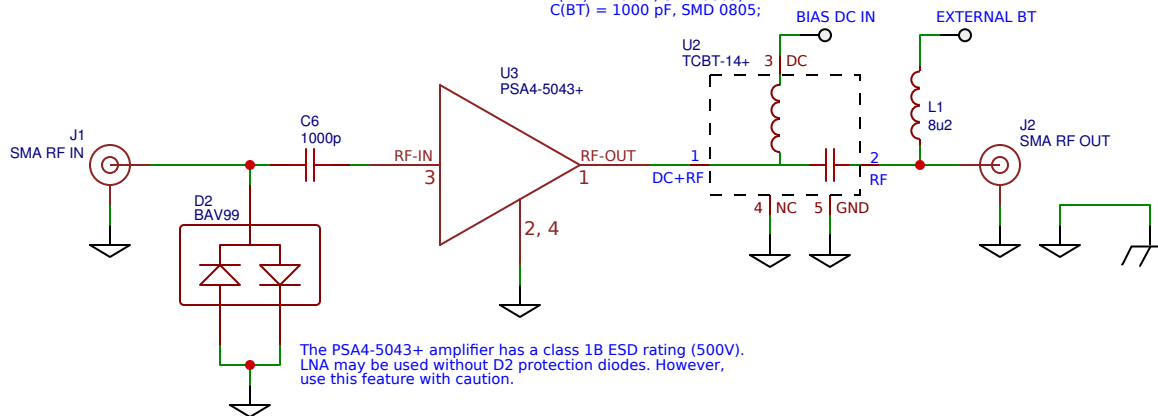 C(BT) = 1000 pF, SMD 0805;
BIAS DC IN
EXTERNAL BT
U2
TCBT-14+
3
DC
U3
PSA4-5043+
L1
8u2
J1
SMA RF IN
C6
1000p
J2
SMA RF OUT
RF-IN
3
RF-OUT
1
1
DC+RF
2
RF
D2
BAV99
2, 4
4
NC
5
GND
The PSA4-5043+ amplifier has a class 1B ESD rating (500V).
LNA may be used without D2 protection diodes. However,
use this feature with caution.